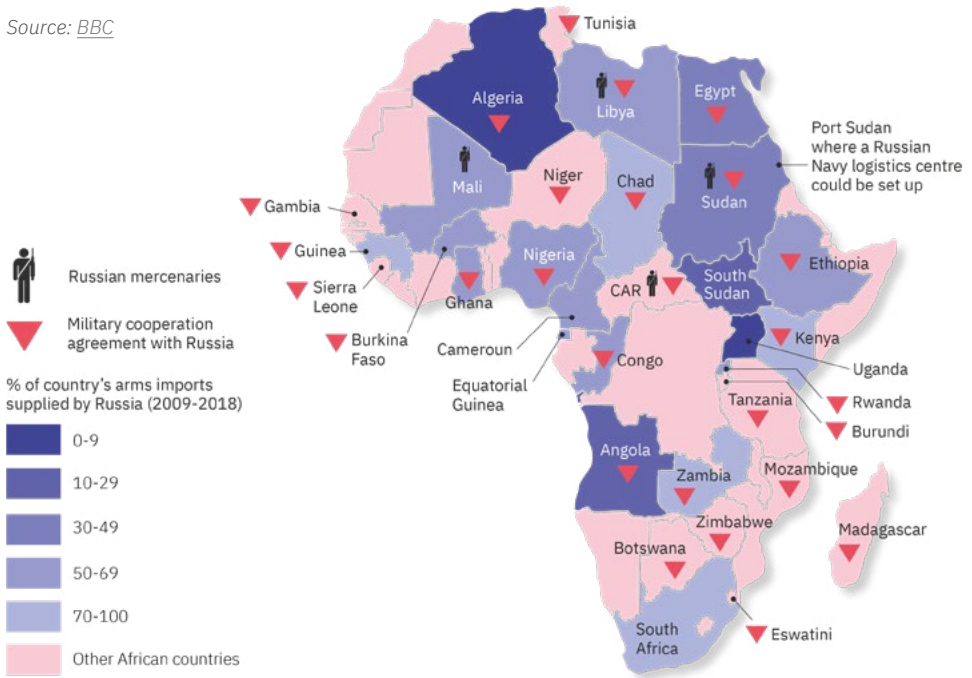 Source: BBC
Tunisia
Algeria
Libya
Egypt
Port Sudan
where a Russian
Navy logistics centre
could be set up
Mali
Niger
Chad
Sudan
Gambia
Guinea
Sierra
Leone
Burkina
Faso
Ghana
Nigeria
CAR
South
Sudan
Ethiopia
Cameroun
Equatorial
Guinea
Congo
Kenya
Uganda
Rwanda
Burundi
Tanzania
Angola
Zambia
Mozambique
Zimbabwe
Madagascar
Botswana
South
Africa
Eswatini
Russian mercenaries
Military cooperation
agreement with Russia
% of country's arms imports
supplied by Russia (2009-2018)
0-9
10-29
30-49
50-69
70-100
Other African countries